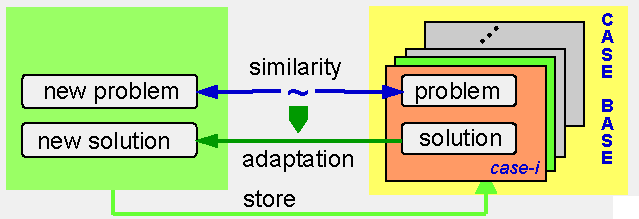 new problem
similarity
~
problem
new solution
adaptation
solution
case-i
store
...
CASE BASE